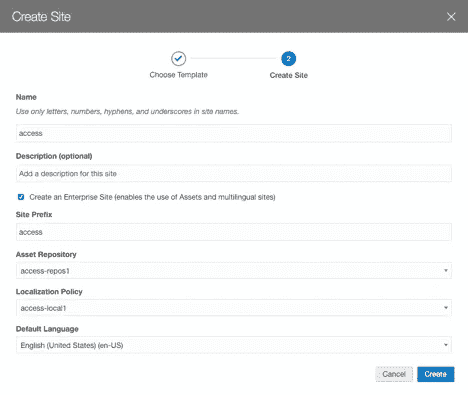 Create Site
2
Choose Template
Create Site
Name
Use only letters, numbers, hyphens, and underscores in site names.
access
Description (optional)
Add a description for this site
Create an Enterprise Site (enables the use of Assets and multilingual sites)
Site Prefix
access
Asset Repository
access-repos1
Localization Policy
access-local1
Default Language
English (United States) (en-US)
Cancel Create